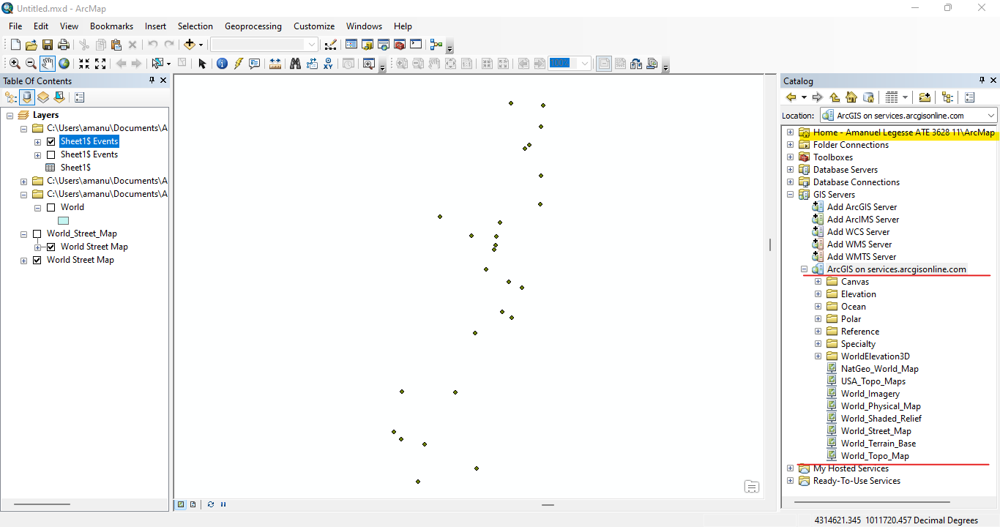 Untitled.mxd - ArcMap
File Edit View Bookmarks Insert Selection Geoprocessing Customize Windows Help
100%
Table Of Contents
Layers
C:\Users\amanu\Documents\A
Sheet1$ Events
Sheet1$ Events
Sheet1$
C:\Users\amanu\Documents\A
C:\Users\amanu\Documents\A
World
World_Street_Map
World Street Map
World Street Map
Catalog
Location: ArcGIS on services.arcgisonline.com
Home - Amanuel Legesse ATE 3628 11\ArcMap
Folder Connections
Toolboxes
Database Servers
Database Connections
GIS Servers
Add ArcGIS Server
Add ArcIMS Server
Add WCS Server
Add WMS Server
Add WMTS Server
ArcGIS on services.arcgisonline.com
Canvas
Elevation
Ocean
Polar
Reference
Specialty
WorldElevation3D
NatGeo_World_Map
USA_Topo_Maps
World_Imagery
World_Physical_Map
World_Shaded_Relief
World_Street_Map
World_Terrain_Base
World_Topo_Map
My Hosted Services
Ready-To-Use Services
4314621.345 1011720.457 Decimal Degrees